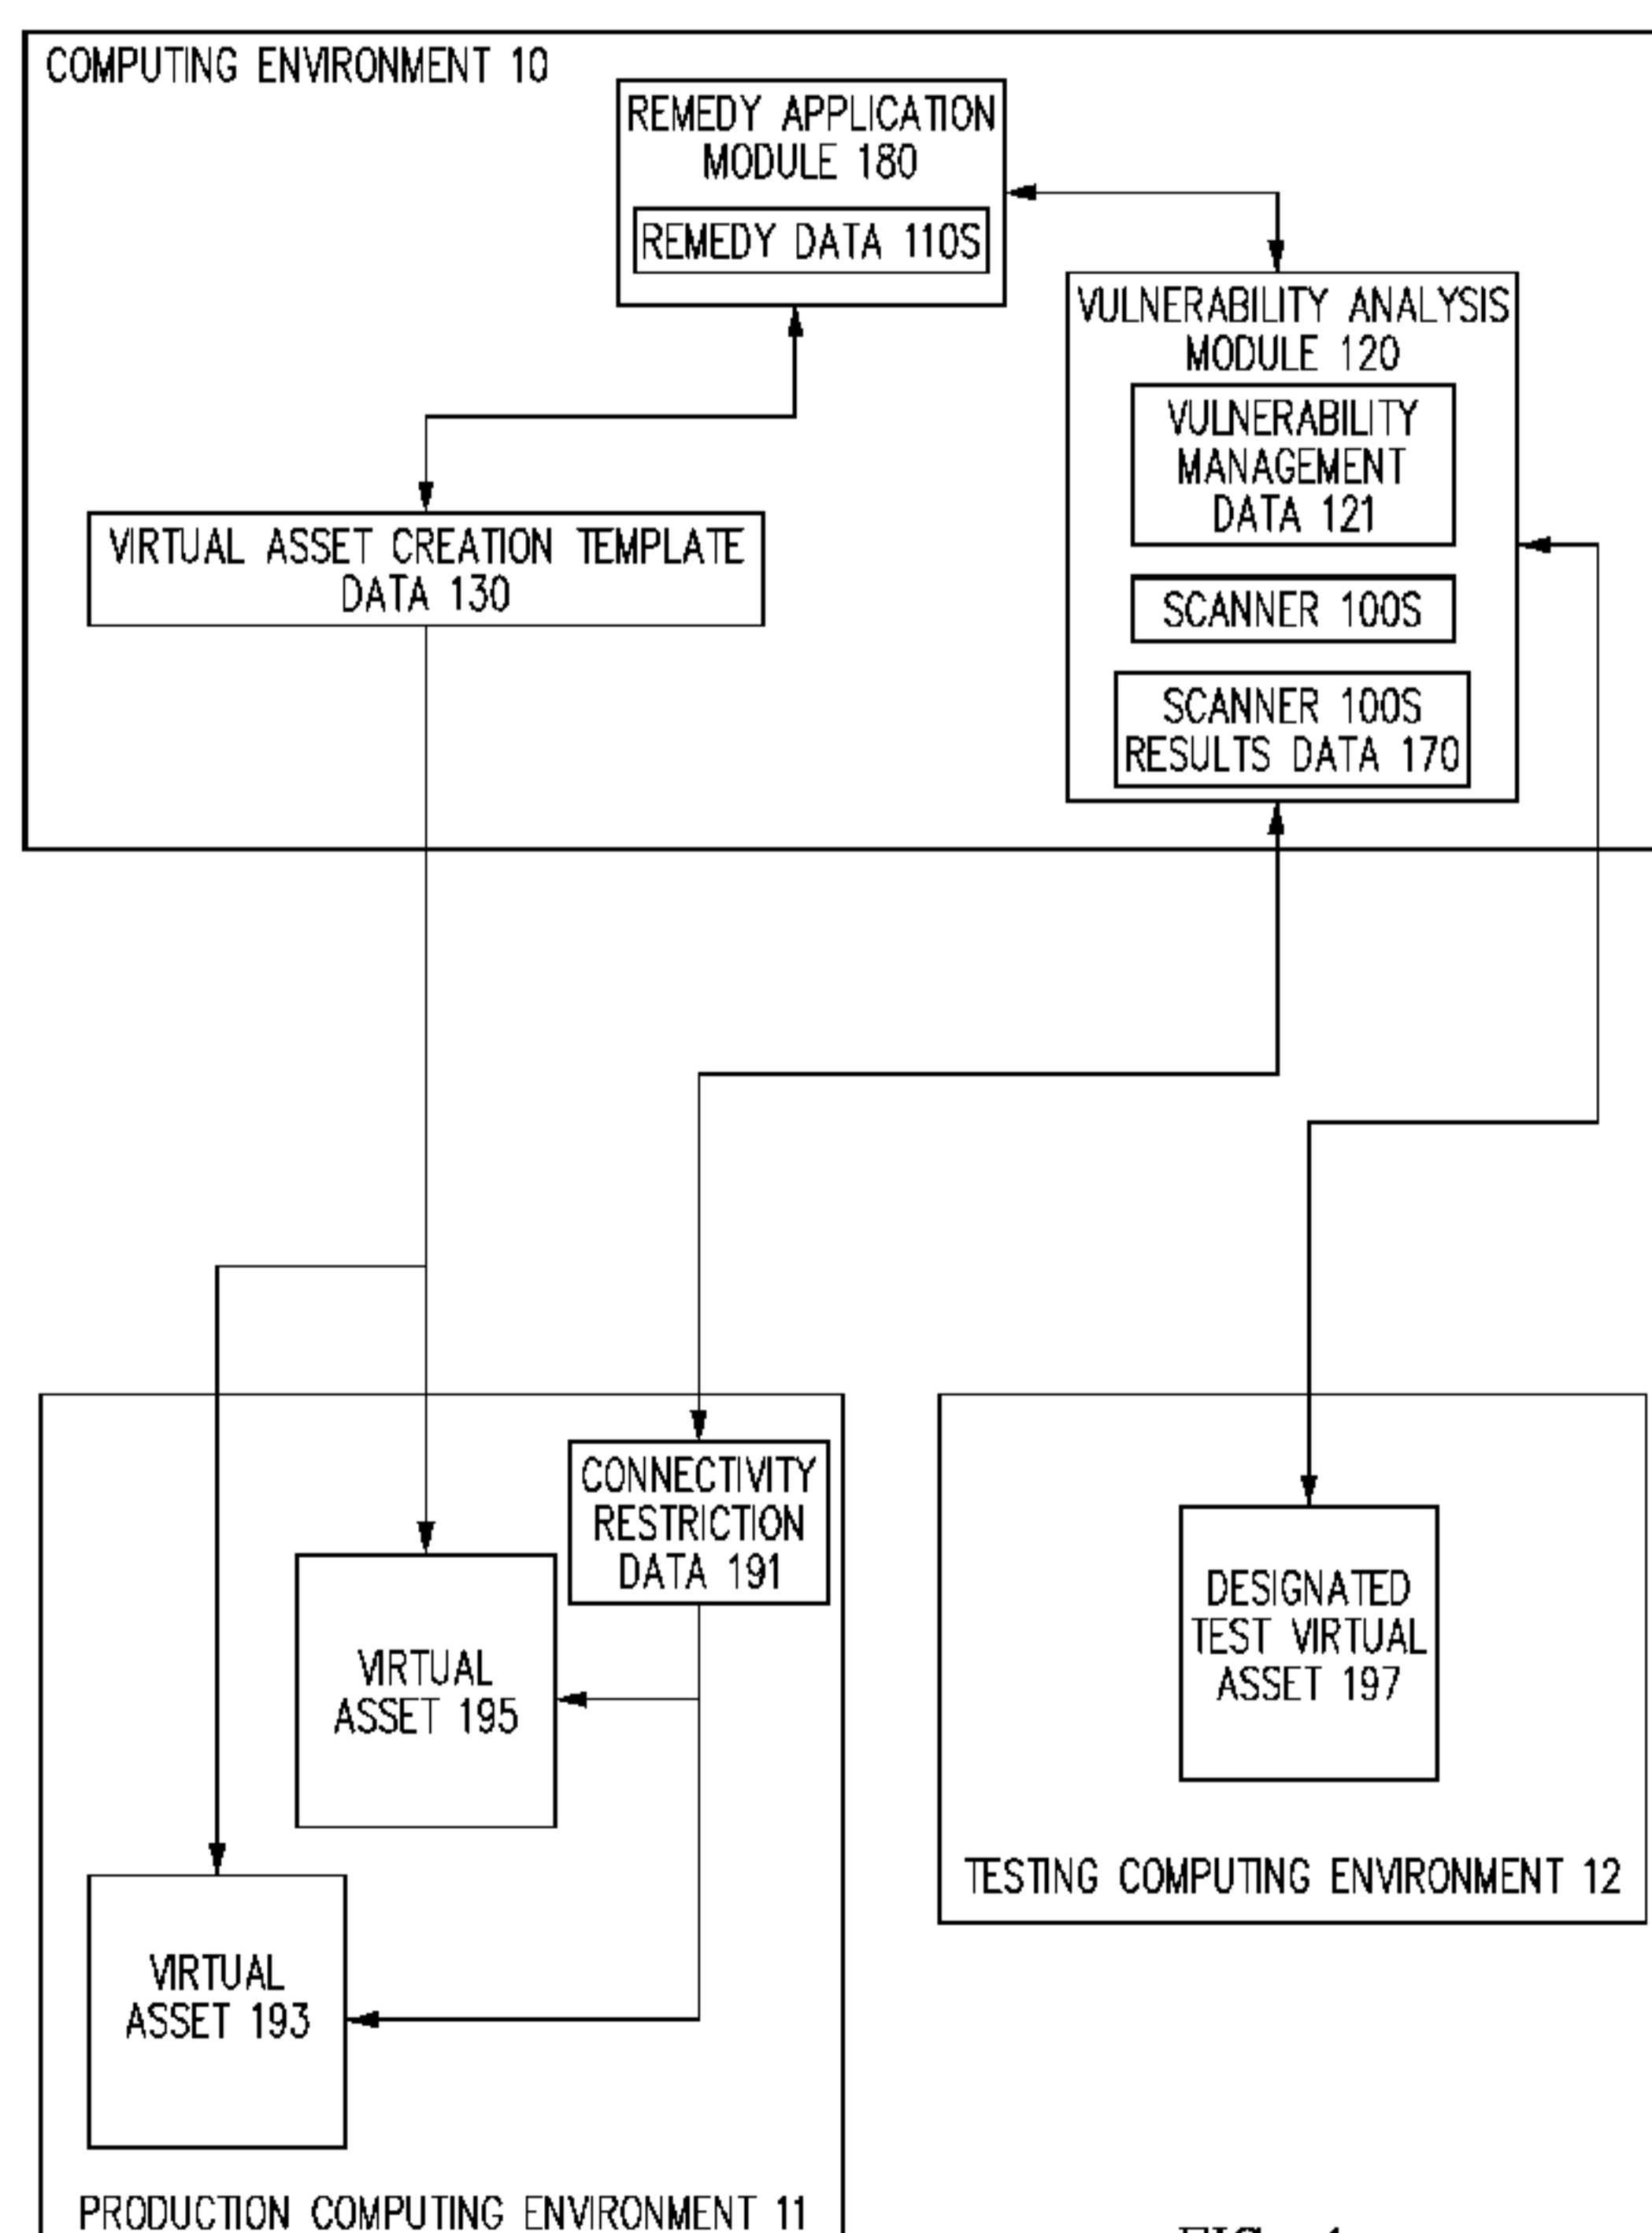 COMPUTING ENVIRONMENT 10
REMEDY APPLICATION
MODULE 180
REMEDY DATA 110S
VULNERABILITY ANALYSIS
MODULE 120
VULNERABILITY
MANAGEMENT
DATA 121
SCANNER 100S
SCANNER 100S
RESULTS DATA 170
VIRTUAL ASSET CREATION TEMPLATE
DATA 130
CONNECTIVITY
RESTRICTION
DATA 191
VIRTUAL
ASSET 195
VIRTUAL
ASSET 193
PRODUCTION COMPUTING ENVIRONMENT 11
DESIGNATED
TEST VIRTUAL
ASSET 197
TESTING COMPUTING ENVIRONMENT 12